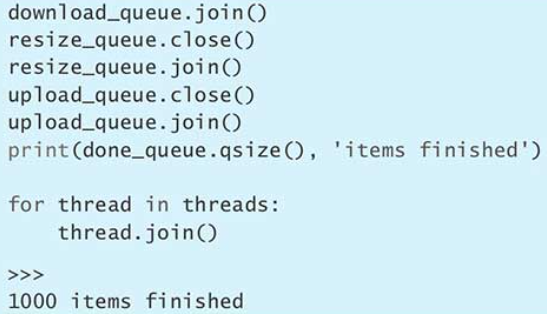 download_queue.join()
resize_queue.close()
resize_queue.join()
upload_queue.close()
upload_queue.join()
print(done_queue.qsize(), 'items finished')

for thread in threads:
    thread.join()

>>>
1000 items finished